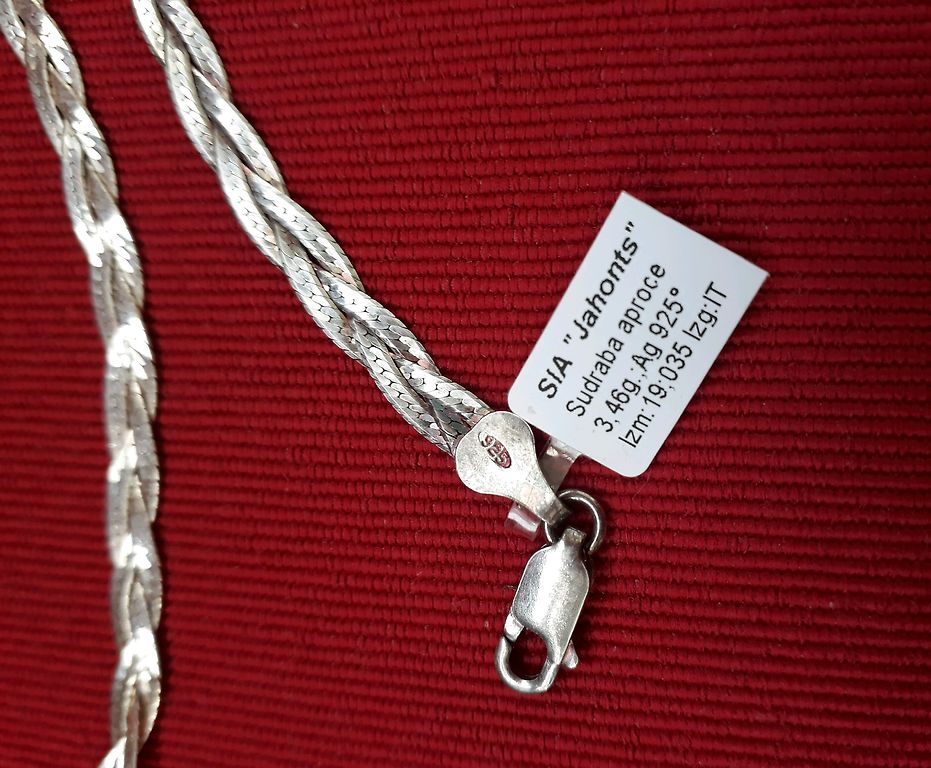 SIA "Jahonts"
Sudraba aproce
3,46g.;Ag 925°
Izm:19;035 Izg:IT
925